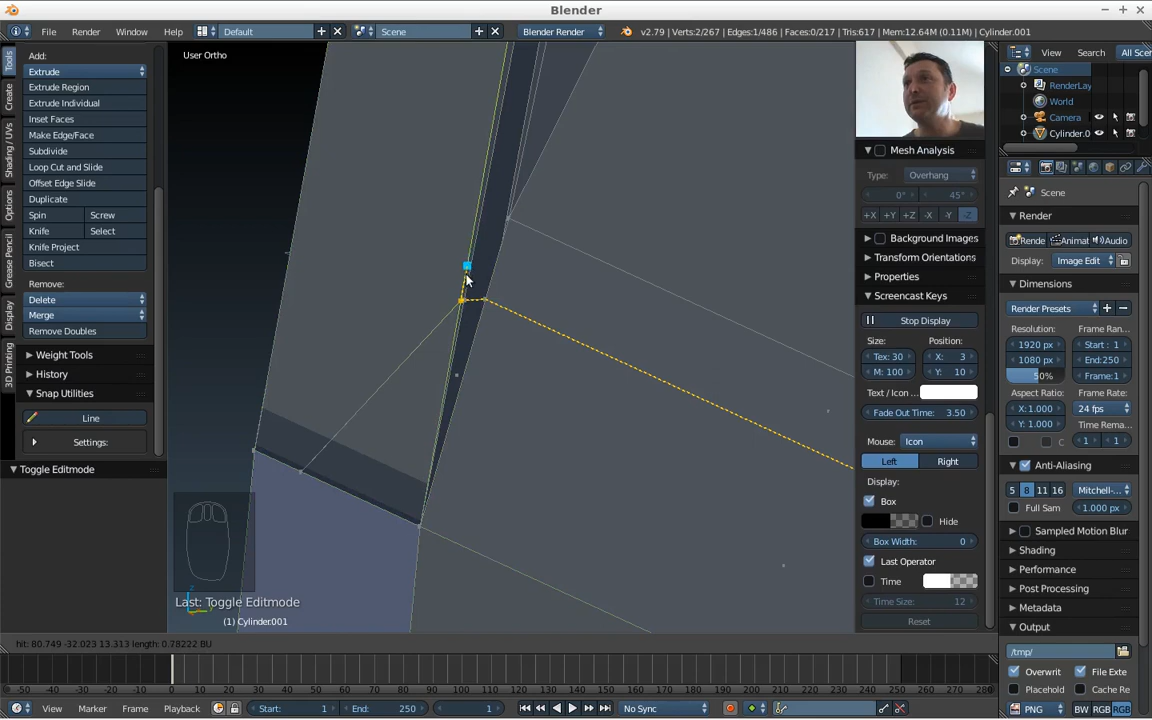 Blender
File Render Window Help Default Scene Blender Render v2.79 | Verts:2/267 | Edges:1/486 | Faces:0/217 | Tris:617 | Mem:12.64M (0.11M) | Cylinder.001
Tools
Create
Shading / UVs
Options
Grease Pencil
Display
3D Printing
Add:
Extrude
Extrude Region
Extrude Individual
Inset Faces
Make Edge/Face
Subdivide
Loop Cut and Slide
Offset Edge Slide
Duplicate
Spin Screw
Knife Select
Knife Project
Bisect
Remove:
Delete
Merge
Remove Doubles
Weight Tools
History
Snap Utilities
Line
Settings:
Toggle Editmode
User Ortho
Last: Toggle Editmode
(1) Cylinder.001
hit: 80.749 -32.023 13.313 length: 0.78222 BU
Mesh Analysis
Type: Overhang
0° 45°
+X +Y +Z -X -Y -Z
Background Images
Transform Orientations
Properties
Screencast Keys
Stop Display
Size: Position:
Tex: 30 X: 3
M: 100 Y: 10
Text / Icon ...
Fade Out Time: 3.50
Mouse: Icon
Left Right
Display:
Box
Hide
Box Width: 0
Last Operator
Time
Time Size: 12
Reset
View Search All Scen
Scene
RenderLay
World
Camera
Cylinder.0
Scene
Render
Rende Animat Audio
Display: Image Edit
Dimensions
Render Presets
Resolution: Frame Ran...
1920 px Start : 1
1080 px End:250
50% Frame:1
Aspect Ratio: Frame Rate:
X:1.000 24 fps
Y: 1.000 Time Rema...
C 1 1
Anti-Aliasing
5 8 11 16 Mitchell-...
Full Sam 1.000 px
Sampled Motion Blur
Shading
Performance
Post Processing
Metadata
Output
/tmp/
Overwrit File Exte
Placehold Cache Re
PNG BW RGB RGB
-50 -40 -30 -20 -10 0 10 20 30 40 50 60 70 80 90 100 110 120 130 140 150 160 170 180 190 200 210 220 230 240 250 260 270 280
View Marker Frame Playback Start: 1 End: 250 1 No Sync